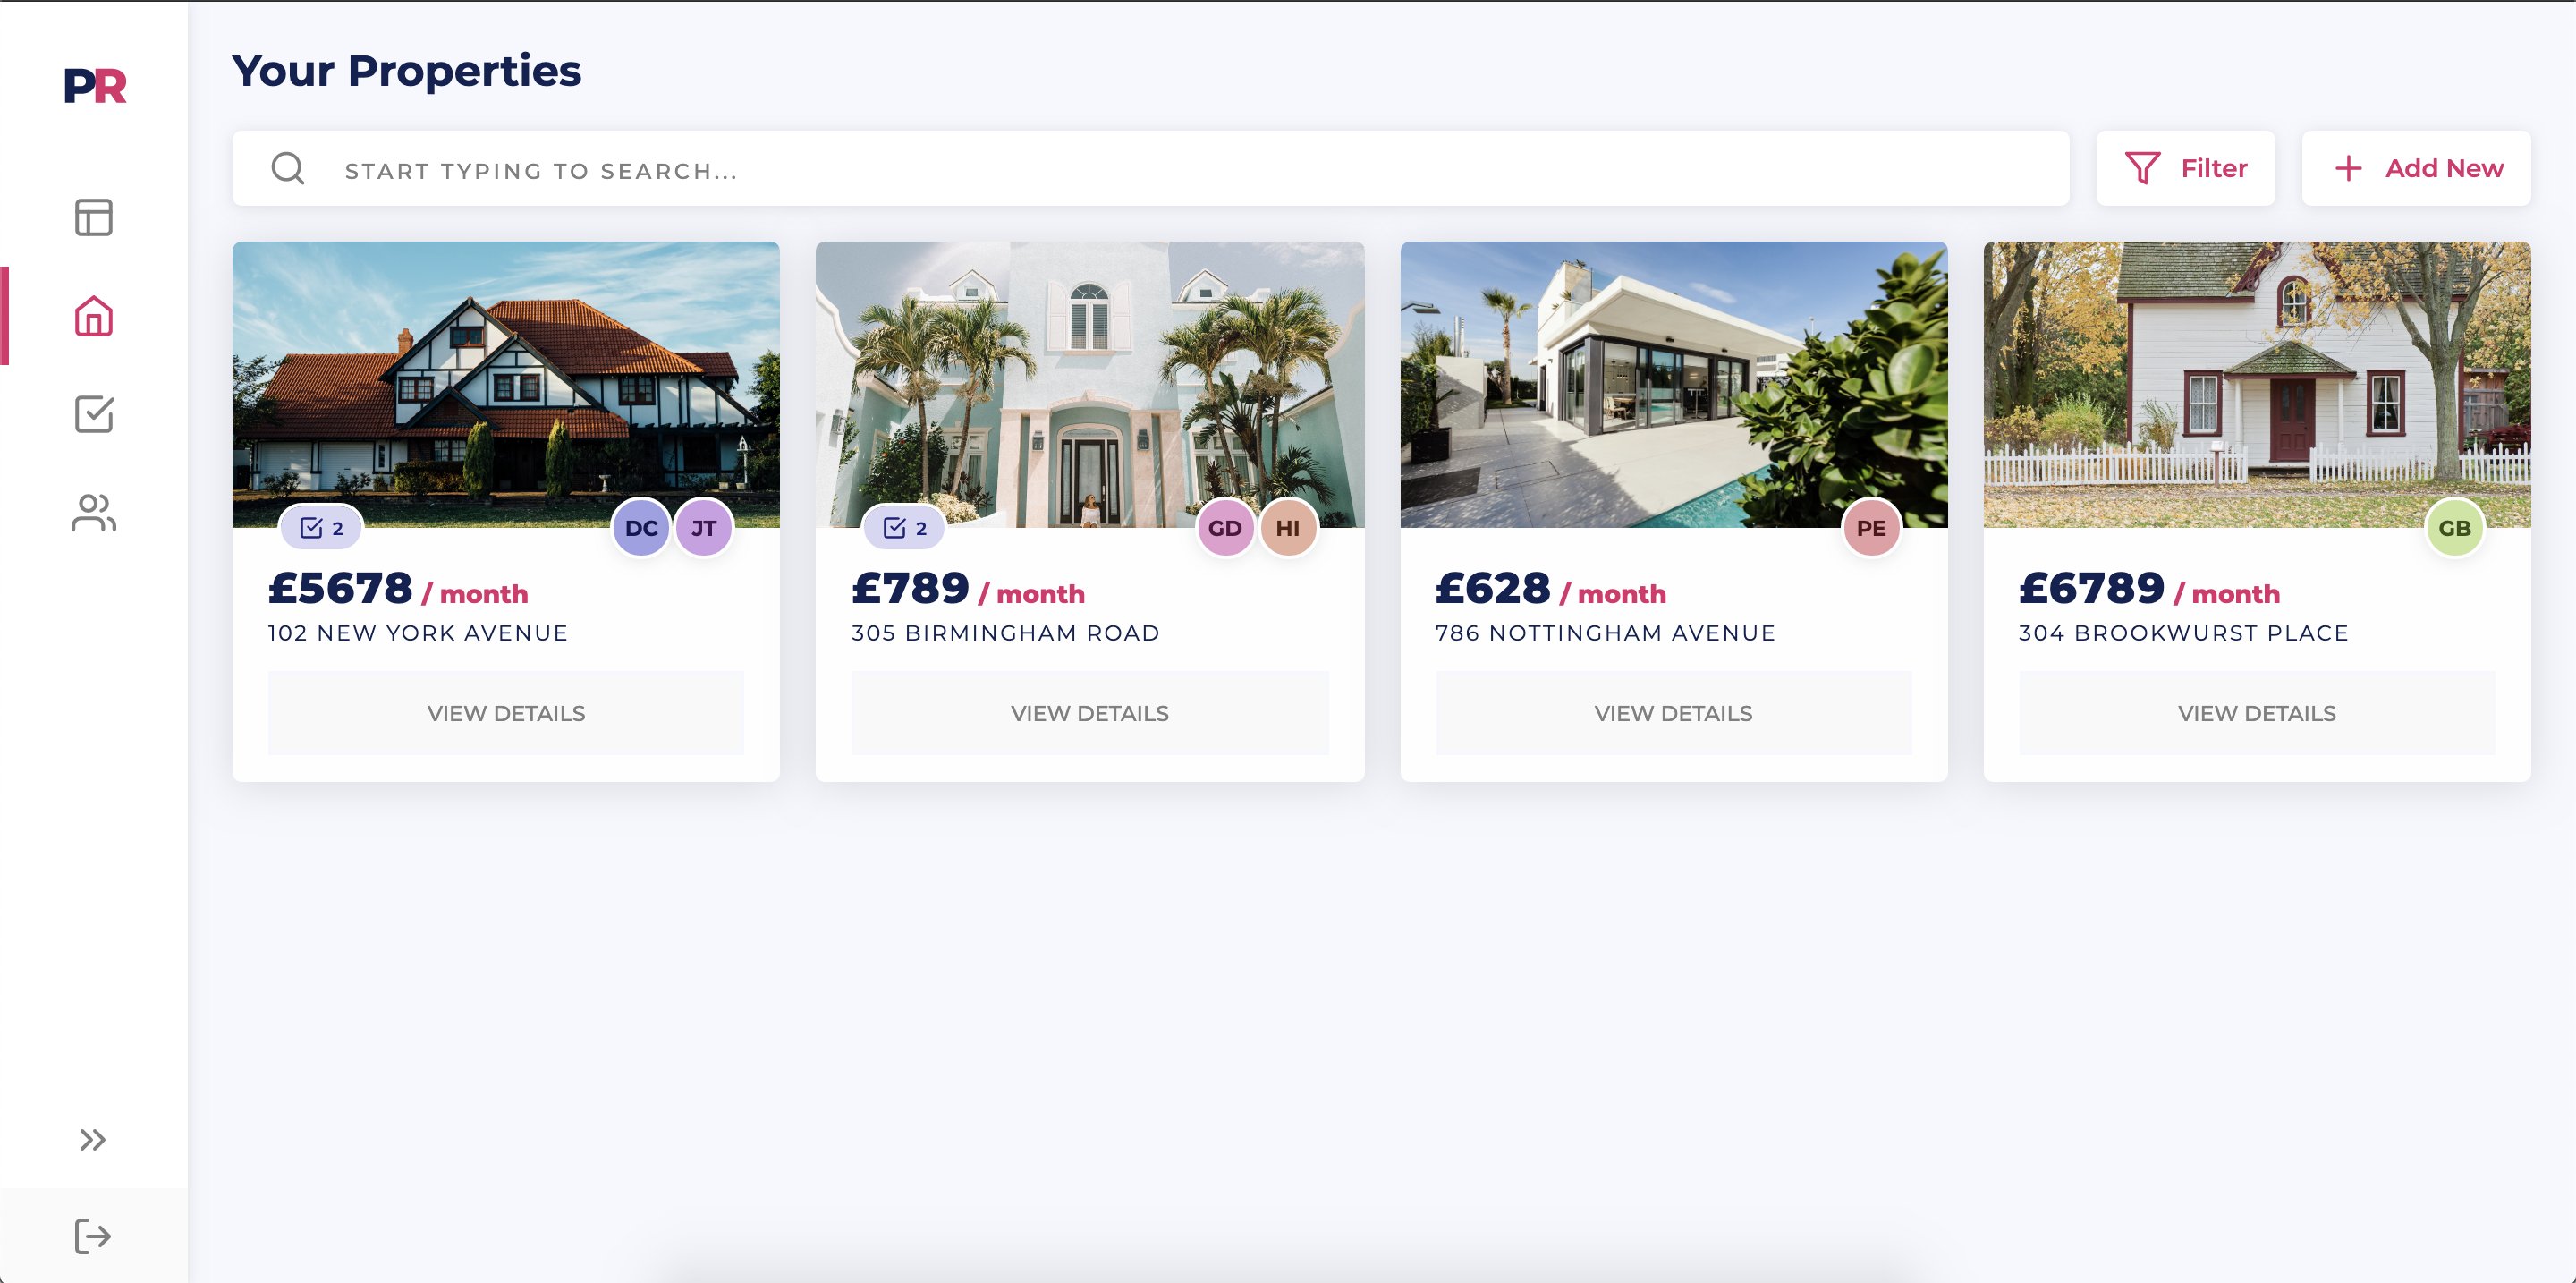 PR
Your Properties
START TYPING TO SEARCH...
Filter
Add New
2
DC
JT
£5678 / month
102 NEW YORK AVENUE
VIEW DETAILS
2
GD
HI
£789 / month
305 BIRMINGHAM ROAD
VIEW DETAILS
PE
£628 / month
786 NOTTINGHAM AVENUE
VIEW DETAILS
GB
£6789 / month
304 BROOKWURST PLACE
VIEW DETAILS